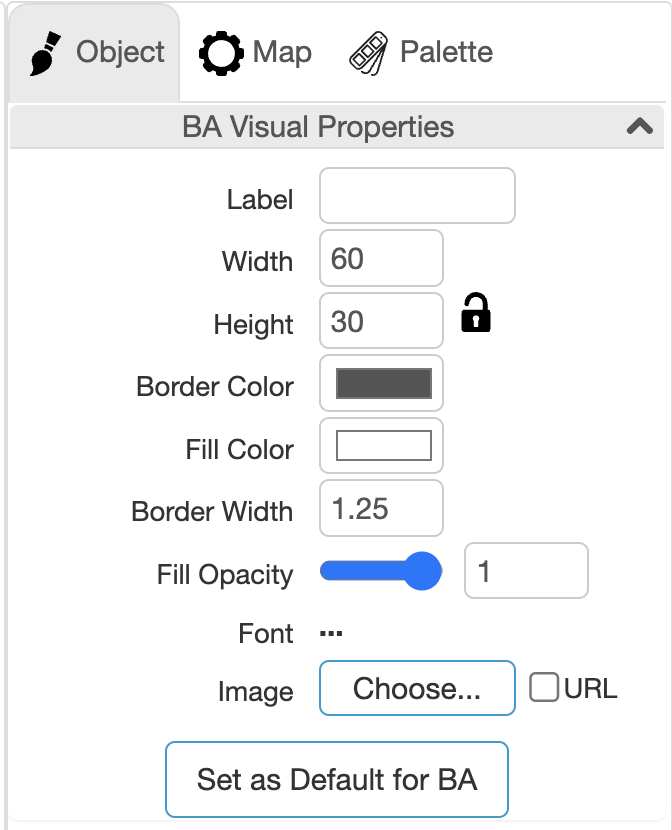 Object Map Palette
BA Visual Properties
Label
Width 60
Height 30
Border Color
Fill Color
Border Width 1.25
Fill Opacity 1
Font ...
Image Choose... URL
Set as Default for BA